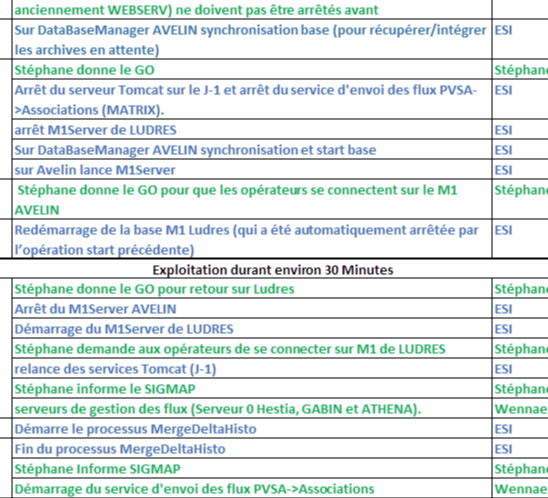 anciennement WEBSERV) ne doivent pas être arrêtés avant
Sur DataBaseManager AVELIN synchronisation base (pour récupérer/intégrer ESI
les archives en attente)
Stéphane donne le GO Stéphane
Arrêt du serveur Tomcat sur le J-1 et arrêt du service d'envoi des flux PVSA- ESI
>Associations (MATRIX).
arrêt M1Server de LUDRES ESI
Sur DataBaseManager AVELIN synchronisation et start base ESI
sur Avelin lance M1Server ESI
Stéphane donne le GO pour que les opérateurs se connectent sur le M1 Stéphane
AVELIN
Redémarrage de la base M1 Ludres (qui a été automatiquement arrêtée par ESI
l'opération start précédente)
Exploitation durant environ 30 Minutes
Stéphane donne le GO pour retour sur Ludres Stéphane
Arrêt du M1Server AVELIN ESI
Démarrage du M1Server de LUDRES ESI
Stéphane demande aux opérateurs de se connecter sur M1 de LUDRES Stéphane
relance des services Tomcat (J-1) ESI
Stéphane informe le SIGMAP Stéphane
serveurs de gestion des flux (Serveur 0 Hestia, GABIN et ATHENA). Wennae
Démarre le processus MergeDeltaHisto ESI
Fin du processus MergeDeltaHisto ESI
Stéphane Informe SIGMAP Stéphane
Démarrage du service d'envoi des flux PVSA->Associations Wennae